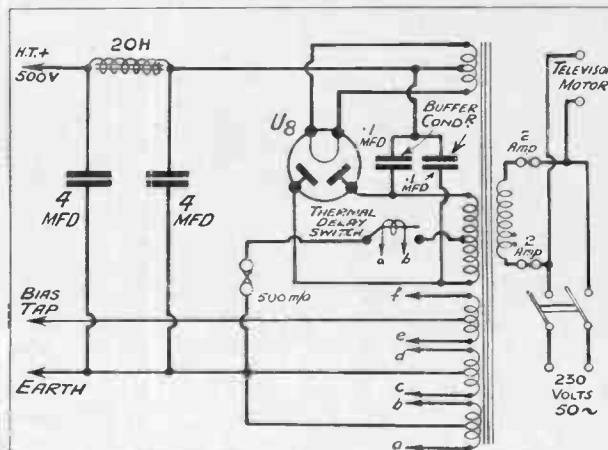 H.T.+
500V
20H
U8
.1
MFD
BUFFER
CONDR
.1
MFD
4
MFD
4
MFD
THERMAL
DELAY
SWITCH
a
b
500 m/a
BIAS
TAP
EARTH
f
e
d
c
b
a
TELEVISOR
MOTOR
2
AMP
2
AMP
230
VOLTS
50~